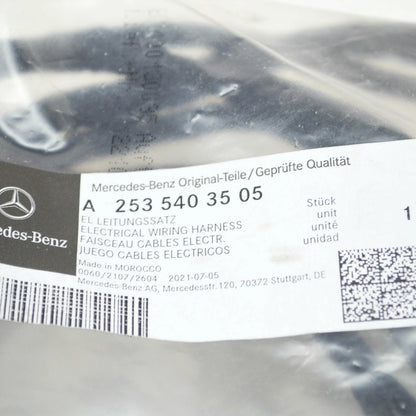 Mercedes-Benz Original-Teile/Geprüfte Qualität
A 253 540 35 05
EL LEITUNGSSATZ
ELECTRICAL WIRING HARNESS
FAISCEAU CABLES ELECTR.
JUEGO CABLES ELECTRICOS
Stück
unit
unité
unidad
1
Made in MOROCCO
0060/2107/2604 2021-07-05
Mercedes-Benz AG, Mercedesstr.120, 70372 Stuttgart, DE
edes-Benz